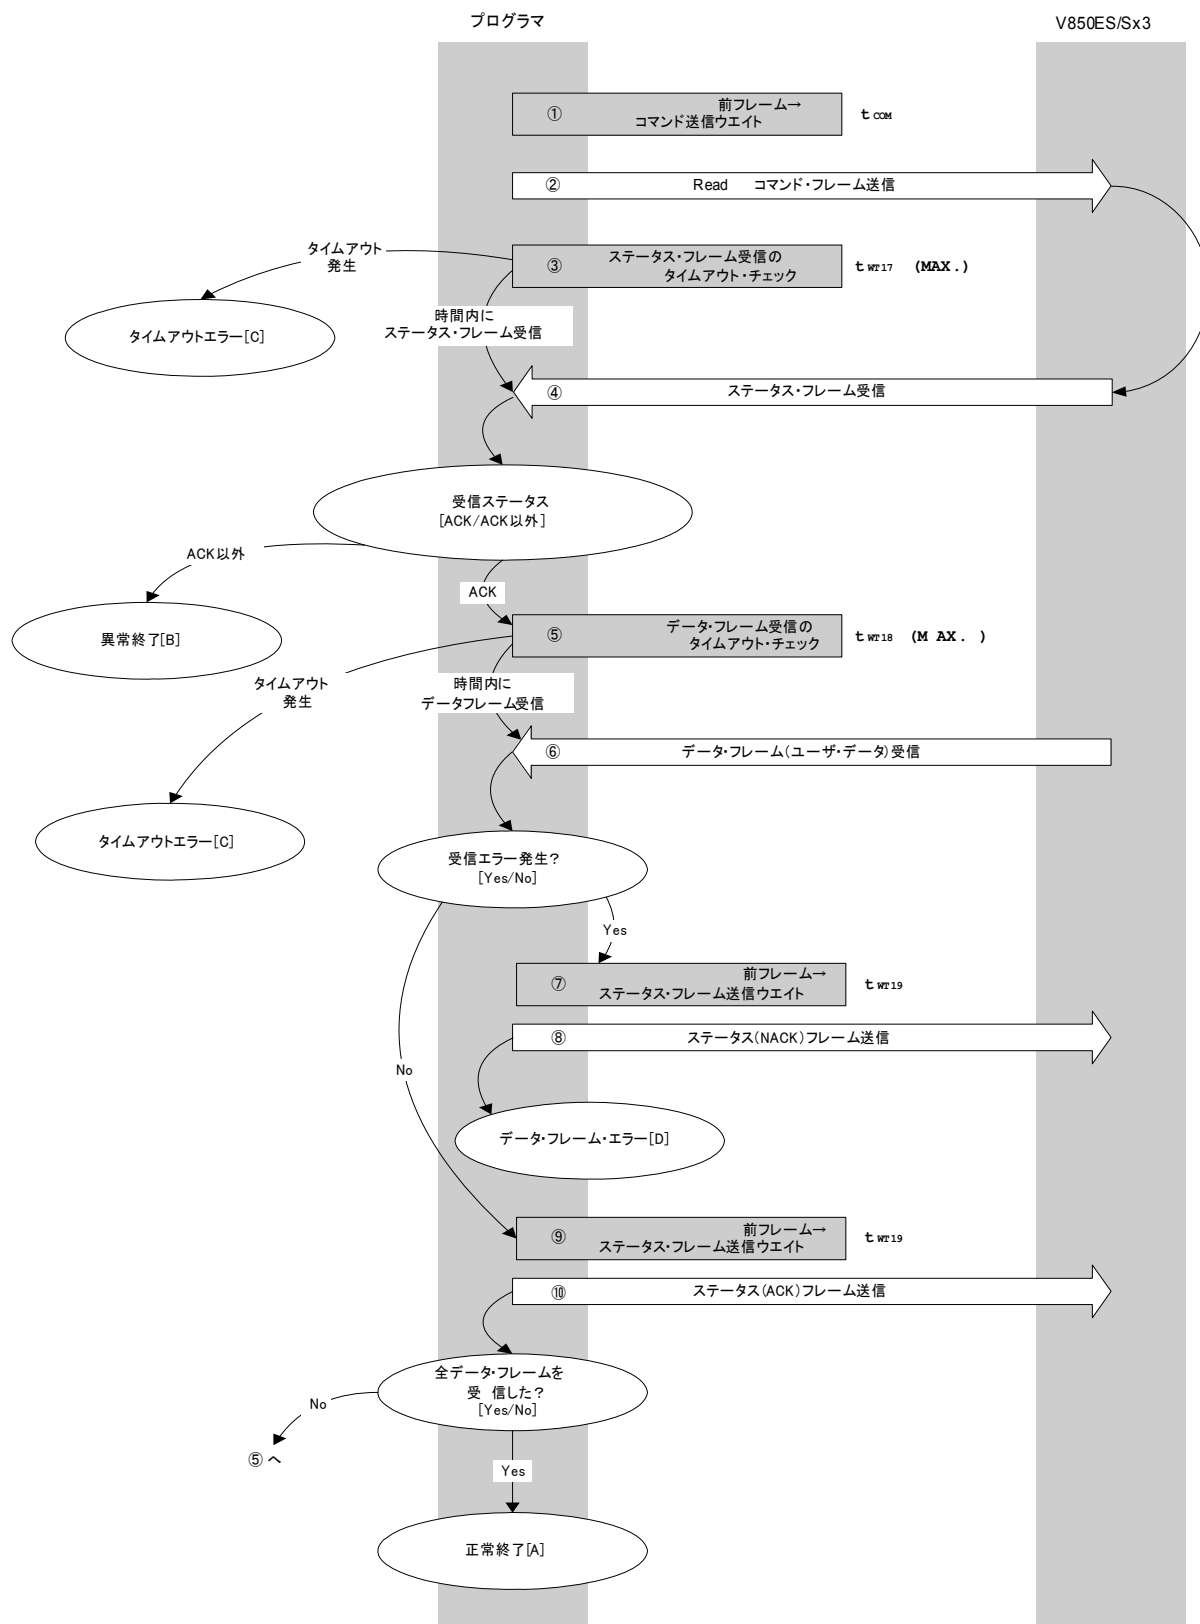 プログラマ
V850ES/Sx3
① 前フレーム→
コマンド送信ウエイト
tCOM
② Read コマンド・フレーム送信
タイムアウト
発生
③ ステータス・フレーム受信の
タイムアウト・チェック
tWT17 (MAX.)
タイムアウトエラー[C]
時間内に
ステータス・フレーム受信
④ ステータス・フレーム受信
受信ステータス
[ACK/ACK以外]
ACK以外
ACK
異常終了[B]
⑤ データ・フレーム受信の
タイムアウト・チェック
tWT18 (M AX. )
タイムアウト
発生
時間内に
データフレーム受信
⑥ データ・フレーム(ユーザ・データ)受信
タイムアウトエラー[C]
受信エラー発生?
[Yes/No]
Yes
⑦ 前フレーム→
ステータス・フレーム送信ウエイト
tWT19
⑧ ステータス(NACK)フレーム送信
No
データ・フレーム・エラー[D]
⑨ 前フレーム→
ステータス・フレーム送信ウエイト
tWT19
⑩ ステータス(ACK)フレーム送信
全データ・フレームを
受 信した?
[Yes/No]
No
⑤ へ
Yes
正常終了[A]